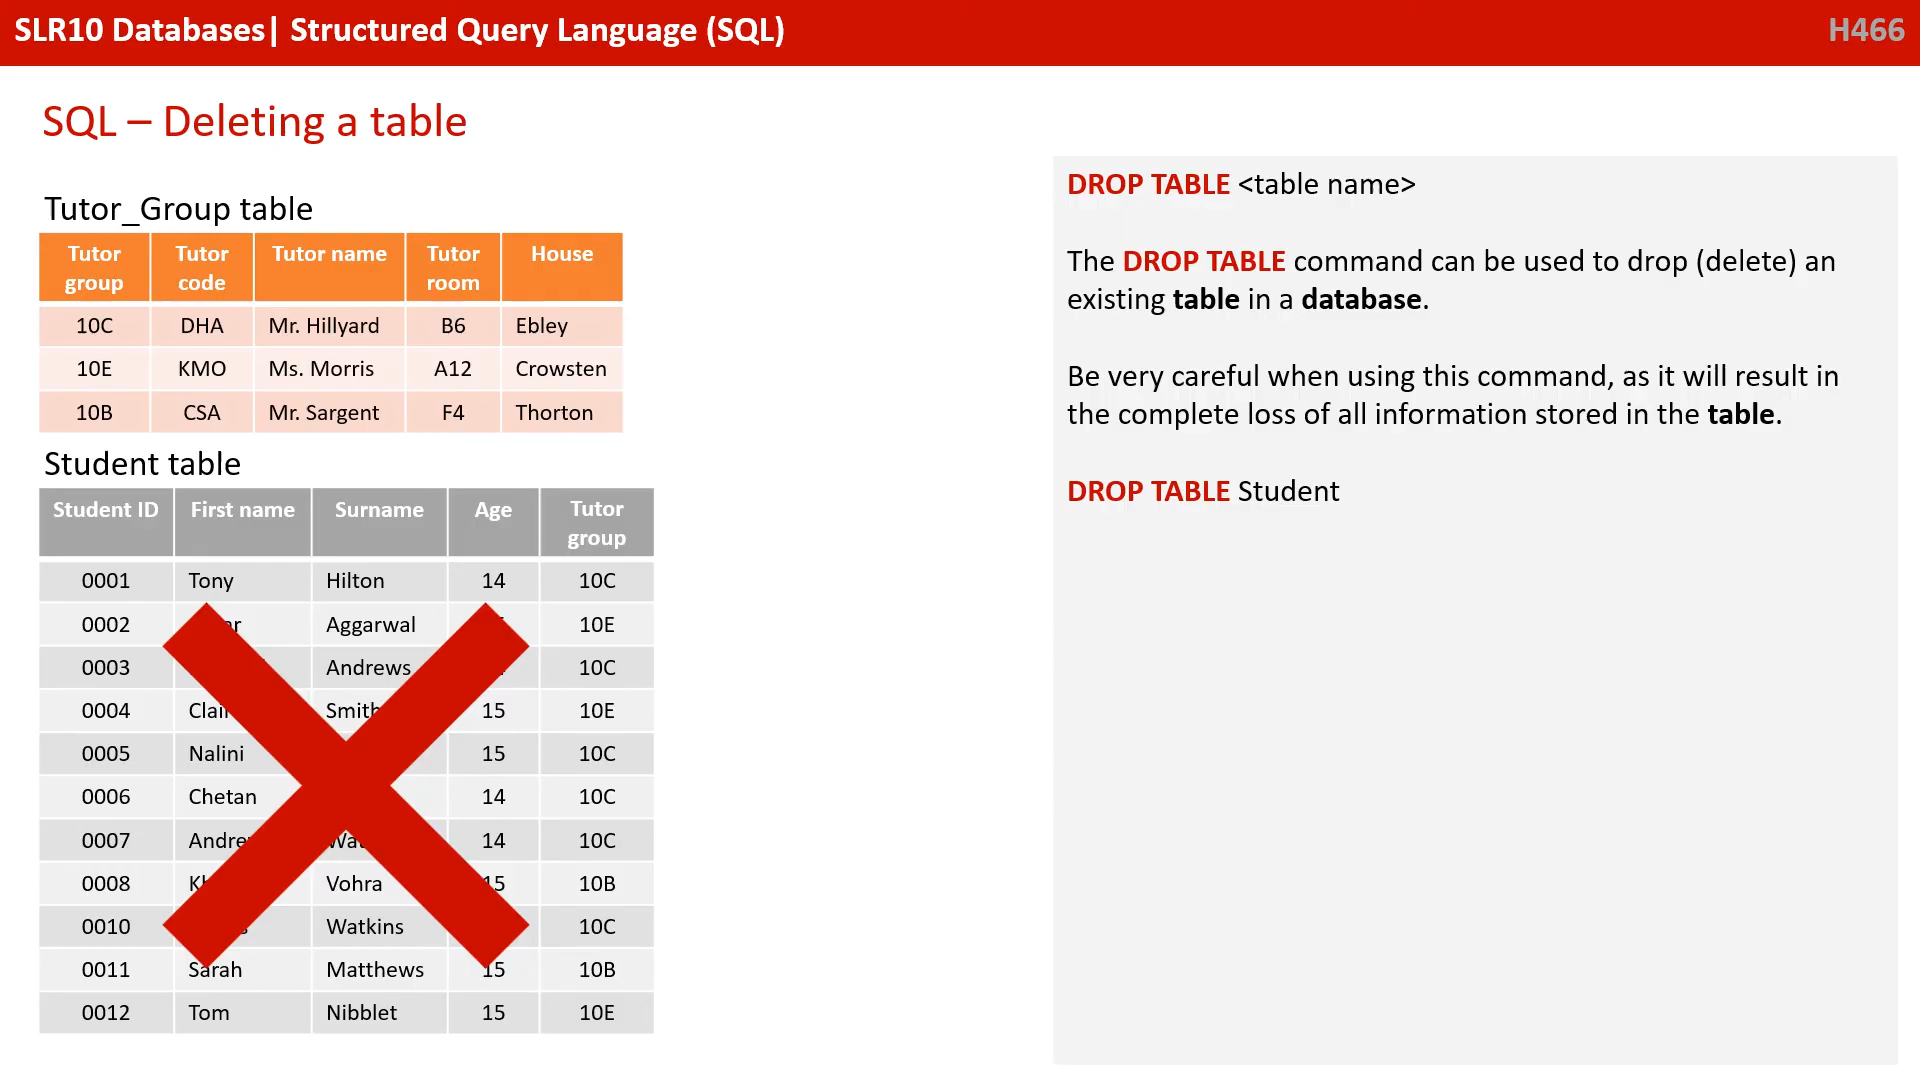 SLR10 Databases| Structured Query Language (SQL)
H466
SQL – Deleting a table
Tutor_Group table
Tutor group Tutor code Tutor name Tutor room House
10C DHA Mr. Hillyard B6 Ebley
10E KMO Ms. Morris A12 Crowsten
10B CSA Mr. Sargent F4 Thorton
Student table
Student ID First name Surname Age Tutor group
0001 Tony Hilton 14 10C
0002 Aggarwal 10E
0003 Andrews 10C
0004 Smith 15 10E
0005 Nalini 15 10C
0006 Chetan 14 10C
0007 14 10C
0008 Vohra 15 10B
0010 Watkins 10C
0011 Sarah Matthews 15 10B
0012 Tom Nibblet 15 10E
DROP TABLE <table name>
The DROP TABLE command can be used to drop (delete) an
existing table in a database.
Be very careful when using this command, as it will result in
the complete loss of all information stored in the table.
DROP TABLE Student